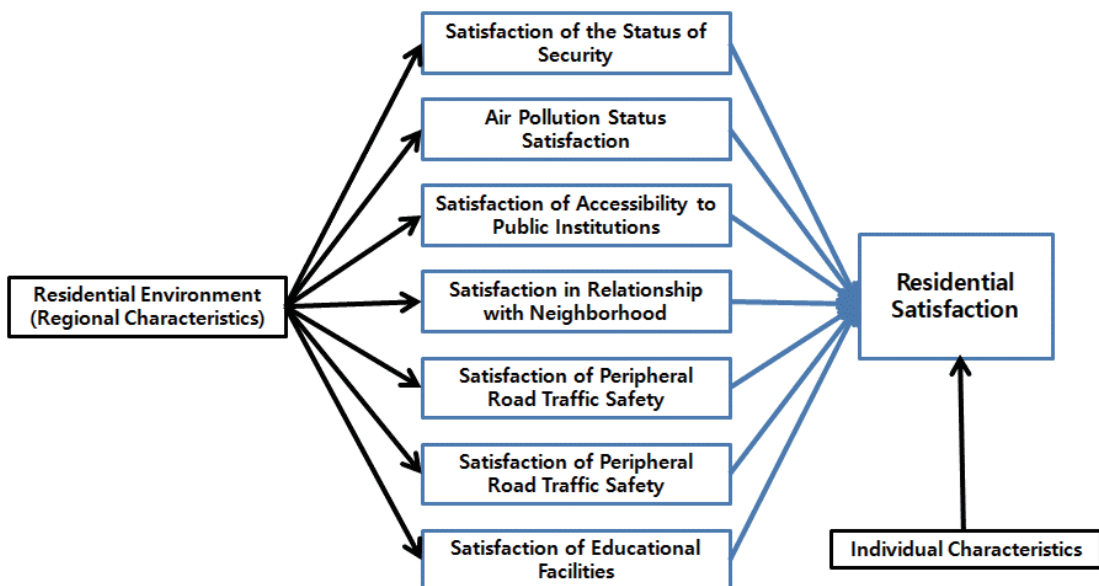 Satisfaction of the Status of
Security
Air Pollution Status
Satisfaction
Satisfaction of Accessibility to
Public Institutions
Residential Environment
(Regional Characteristics)
Satisfaction in Relationship
with Neighborhood
Residential
Satisfaction
Satisfaction of Peripheral
Road Traffic Safety
Satisfaction of Peripheral
Road Traffic Safety
Satisfaction of Educational
Facilities
Individual Characteristics